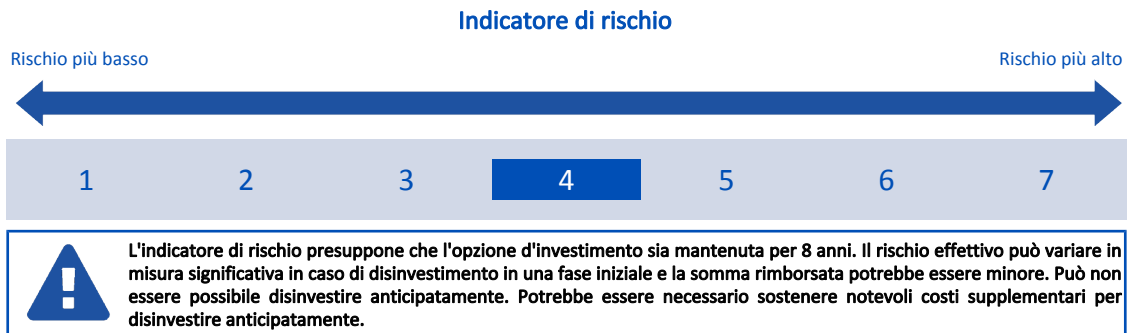 Indicatore di rischio
Rischio più basso
Rischio più alto
1 2 3 4 5 6 7
L'indicatore di rischio presuppone che l'opzione d'investimento sia mantenuta per 8 anni. Il rischio effettivo può variare in
misura significativa in caso di disinvestimento in una fase iniziale e la somma rimborsata potrebbe essere minore. Può non
essere possibile disinvestire anticipatamente. Potrebbe essere necessario sostenere notevoli costi supplementari per
disinvestire anticipatamente.